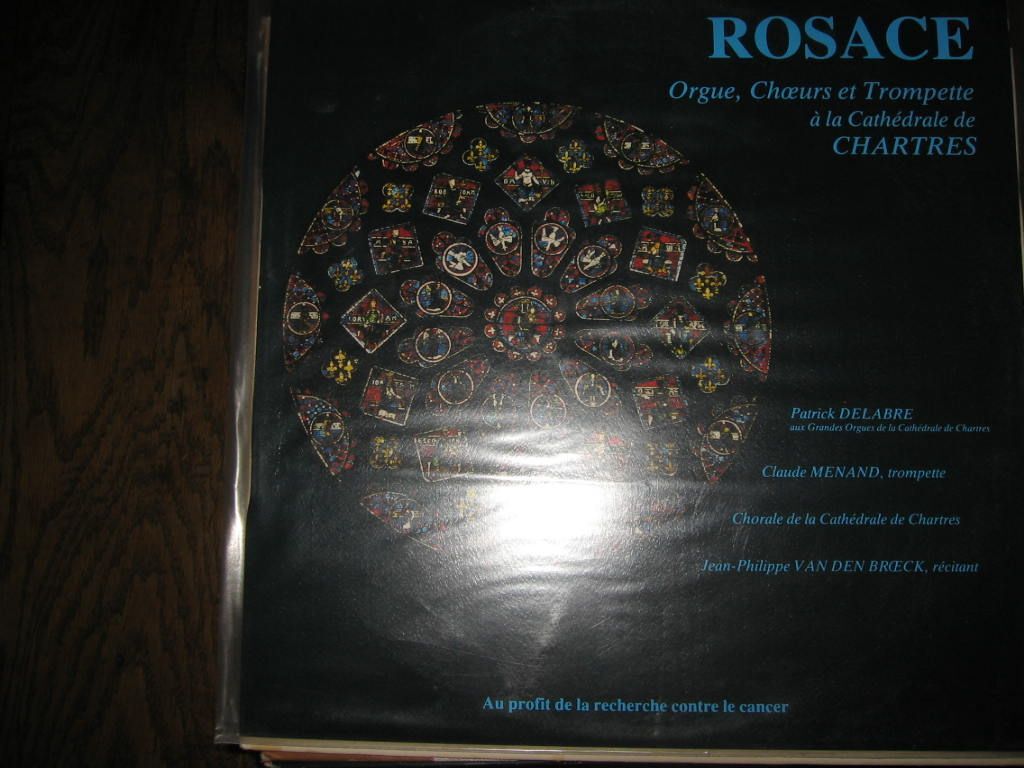 ROSACE
Orgue, Chœurs et Trompette
à la Cathédrale de
CHARTRES
Patrick DELABRE
aux Grandes Orgues de la Cathédrale de Chartres
Claude MENAND, trompette
Chorale de la Cathédrale de Chartres
Jean-Philippe VAN DEN BRŒCK, récitant
Au profit de la recherche contre le cancer